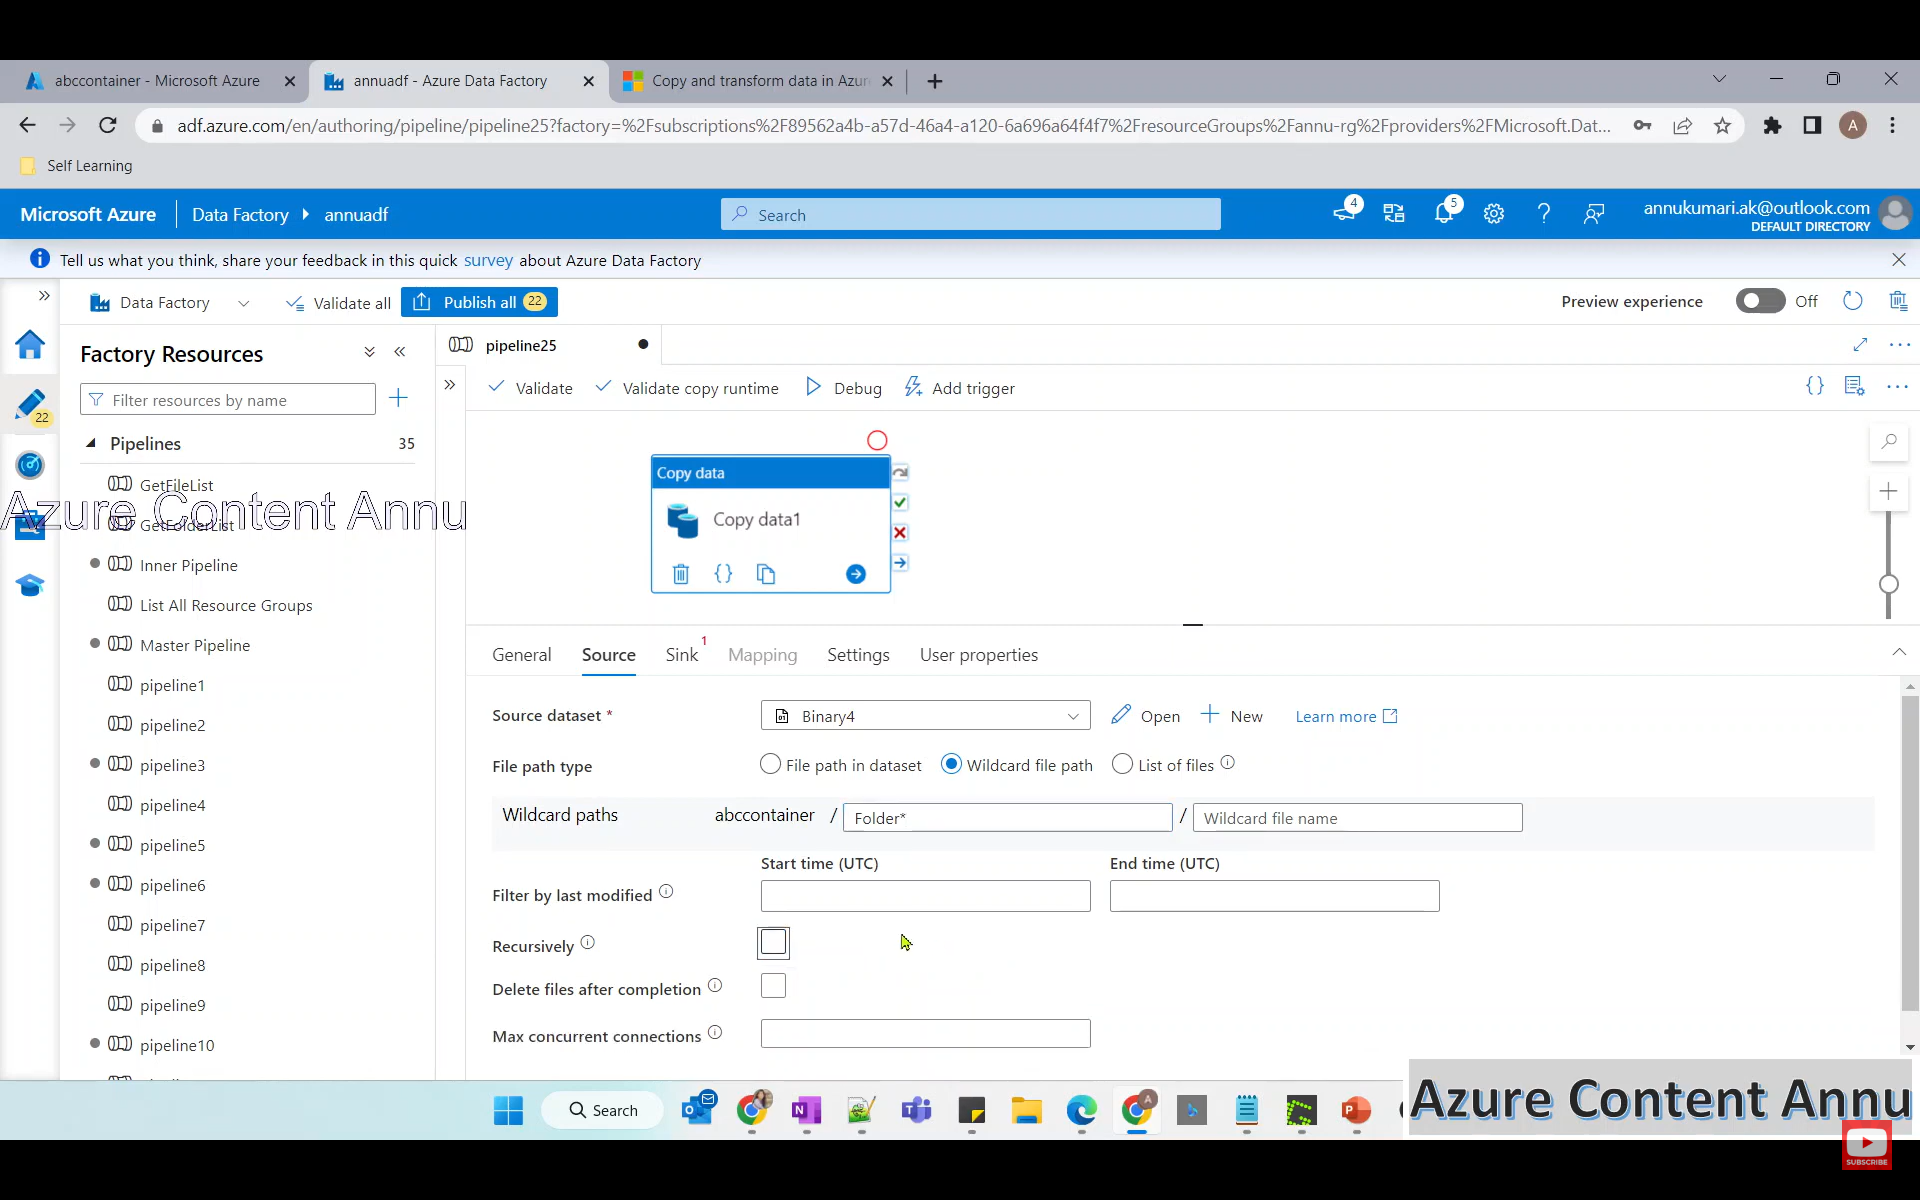 abccontainer - Microsoft Azure
annuadf - Azure Data Factory
Copy and transform data in Azur
adf.azure.com/en/authoring/pipeline/pipeline25?factory=%2Fsubscriptions%2F89562a4b-a57d-46a4-a120-6a696a64f4f7%2FresourceGroups%2Fannu-rg%2Fproviders%2FMicrosoft.Dat...
A
Self Learning
Microsoft Azure
Data Factory
annuadf
Search
4
5
annukumari.ak@outlook.com
DEFAULT DIRECTORY
Tell us what you think, share your feedback in this quick survey about Azure Data Factory
Data Factory
Validate all
Publish all 22
Preview experience
Off
Factory Resources
pipeline25
Filter resources by name
22
Validate
Validate copy runtime
Debug
Add trigger
Pipelines 35
GetFileList
Azure Content Annu
GetFolderList
Inner Pipeline
List All Resource Groups
Master Pipeline
pipeline1
pipeline2
pipeline3
pipeline4
pipeline5
pipeline6
pipeline7
pipeline8
pipeline9
pipeline10
Copy data
Copy data1
General
Source
Sink 1
Mapping
Settings
User properties
Source dataset *
Binary4
Open
New
Learn more
File path type
File path in dataset
Wildcard file path
List of files
Wildcard paths
abccontainer / Folder* / Wildcard file name
Start time (UTC)
End time (UTC)
Filter by last modified
Recursively
Delete files after completion
Max concurrent connections
Search
Azure Content Annu
SUBSCRIBE